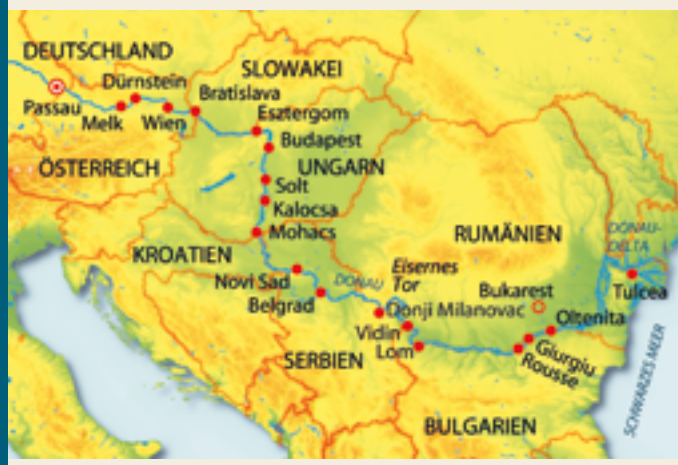 DEUTSCHLAND
SLOWAKEI
Dürnstein
Bratislava
Passau
Melk
Wien
Esztergom
Budapest
ÖSTERREICH
UNGARN
Solt
Kalocsa
Mohacs
KROATIEN
RUMÄNIEN
DONAU-
DELTA
Eisernes
Tor
Novi Sad
DONAU
Belgrad
Bukarest
Tulcea
Donji Milanovac
Oltenita
Vidin
Lom
Giurgiu
Rousse
SERBIEN
SCHWARZES MEER
BULGARIEN